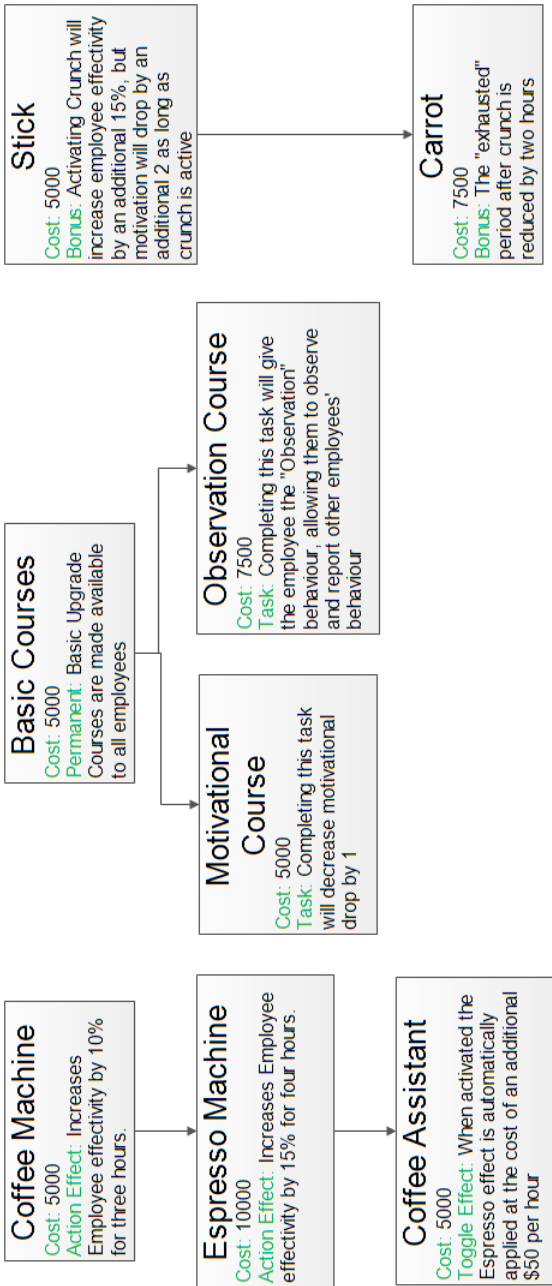 Coffee Machine
Cost: 5000
Action Effect: Increases
Employee effectivity by 10%
for three hours.
Espresso Machine
Cost: 10000
Action Effect: Increases Employee
effectivity by 15% for four hours.
Coffee Assistant
Cost: 5000
Toggle Effect: When activated the
Espresso effect is automatically
applied at the cost of an additional
$50 per hour
Basic Courses
Cost: 5000
Permanent: Basic Upgrade
Courses are made available
to all employees
Motivational
Course
Cost: 5000
Task: Completing this task
will decrease motivational
drop by 1
Observation Course
Cost: 7500
Task: Completing this task will give
the employee the "Observation"
behaviour, allowing them to observe
and report other employees'
behaviour
Stick
Cost: 5000
Bonus: Activating Crunch will
increase employee effectivity
by an additional 15%, but
motivation will drop by an
additional 2 as long as
crunch is active
Carrot
Cost: 7500
Bonus: The "exhausted"
period after crunch is
reduced by two hours